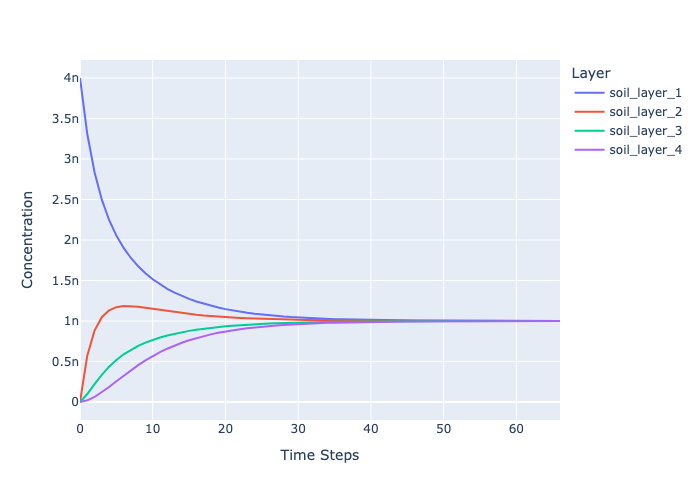 4n
3.5n
3n
2.5n
2n
1.5n
1n
0.5n
0
0 10 20 30 40 50 60
Time Steps
Concentration
Layer
soil_layer_1
soil_layer_2
soil_layer_3
soil_layer_4